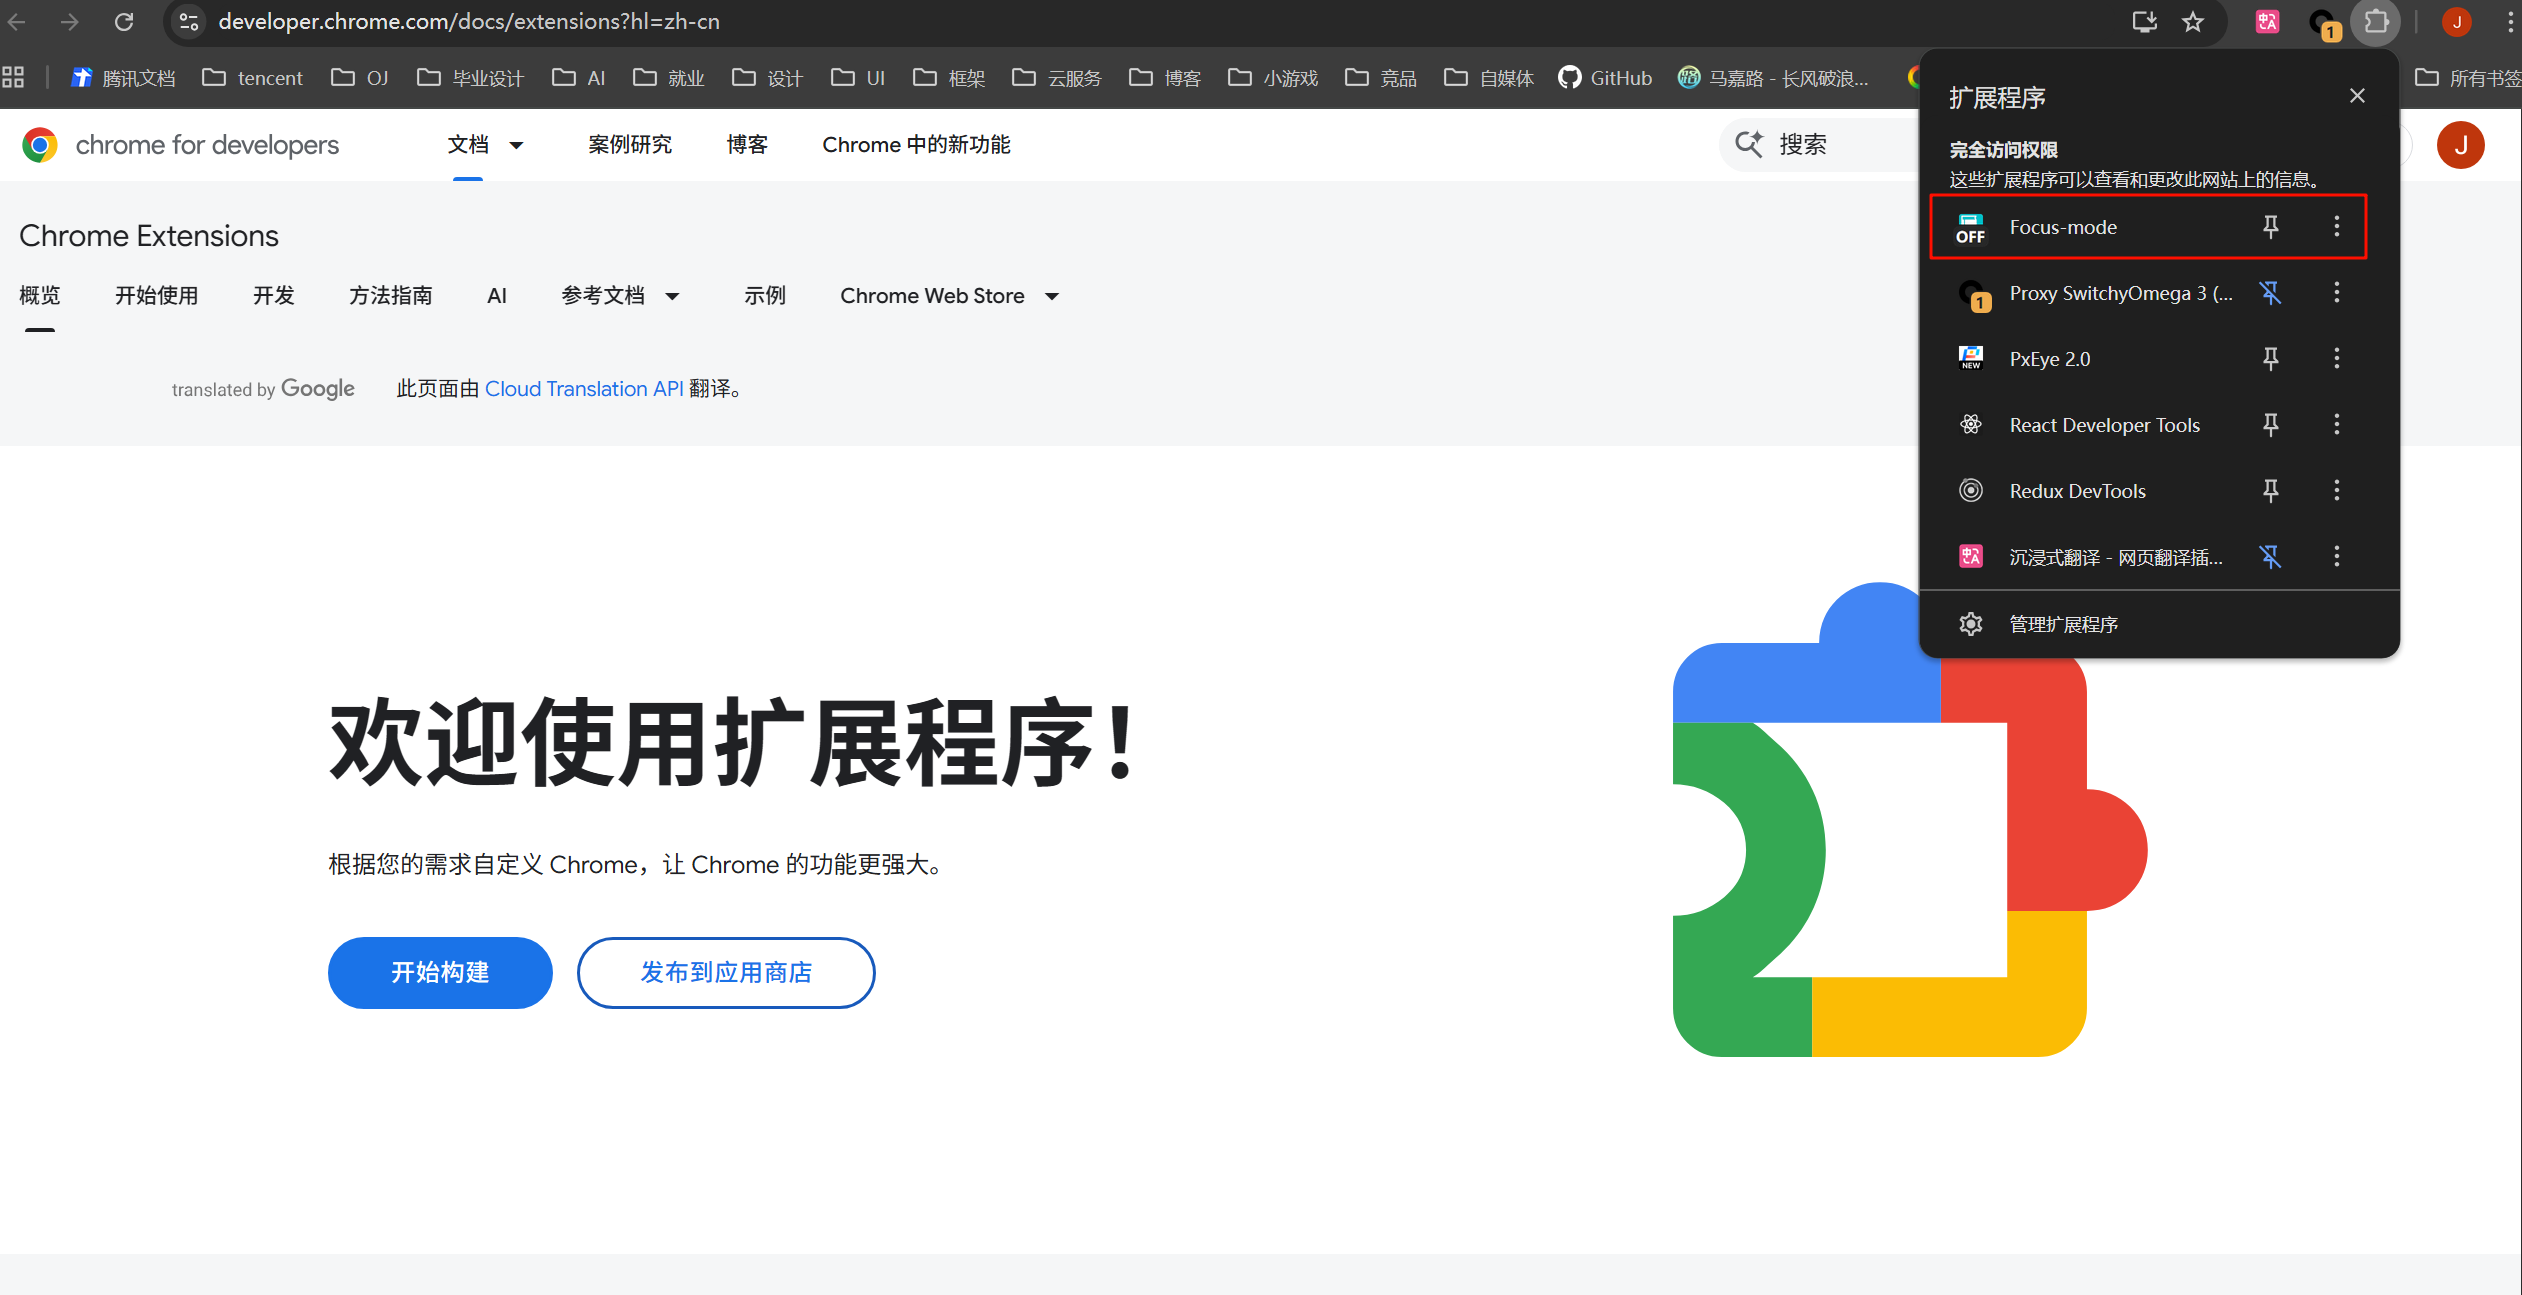 developer.chrome.com/docs/extensions?hl=zh-cn
1
J
腾讯文档 tencent OJ 毕业设计 AI 就业 设计 UI 框架 云服务 博客 小游戏 竞品 自媒体 GitHub 马嘉路 - 长风破浪... 所有书签
chrome for developers 文档 案例研究 博客 Chrome 中的新功能 搜索 J
Chrome Extensions
概览 开始使用 开发 方法指南 AI 参考文档 示例 Chrome Web Store
translated by Google 此页面由 Cloud Translation API 翻译。
欢迎使用扩展程序！
根据您的需求自定义 Chrome，让 Chrome 的功能更强大。
开始构建 发布到应用商店
扩展程序
完全访问权限
这些扩展程序可以查看和更改此网站上的信息。
OFF Focus-mode
1 Proxy SwitchyOmega 3 (...
NEW PxEye 2.0
React Developer Tools
Redux DevTools
中A 沉浸式翻译 - 网页翻译插...
管理扩展程序